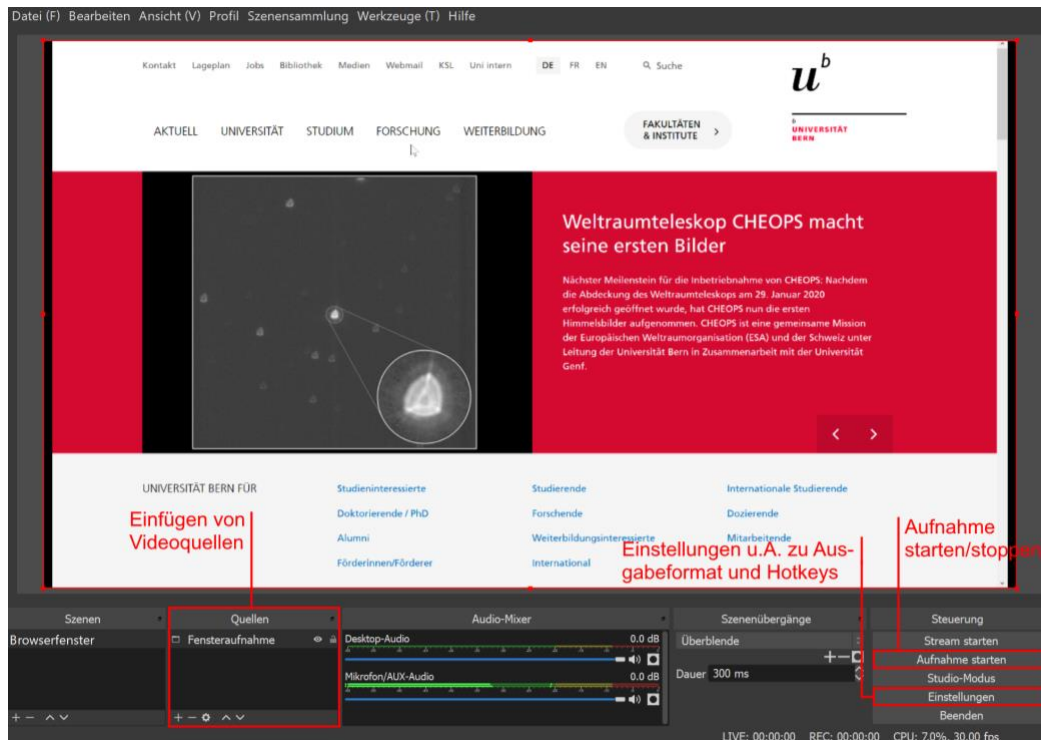 Datei (F) Bearbeiten Ansicht (V) Profil Szenensammlung Werkzeuge (T) Hilfe
Kontakt Lageplan Jobs Bibliothek Medien Webmail KSL Uni intern DE FR EN Suche
u^b
AKTUELL UNIVERSITÄT STUDIUM FORSCHUNG WEITERBILDUNG
FAKULTÄTEN
& INSTITUTE
b
UNIVERSITÄT
BERN
Weltraumteleskop CHEOPS macht
seine ersten Bilder
Nächster Meilenstein für die Inbetriebnahme von CHEOPS: Nachdem
die Abdeckung des Weltraumteleskops am 29. Januar 2020
erfolgreich geöffnet wurde, hat CHEOPS nun die ersten
Himmelsbilder aufgenommen. CHEOPS ist eine gemeinsame Mission
der Europäischen Weltraumorganisation (ESA) und der Schweiz unter
Leitung der Universität Bern in Zusammenarbeit mit der Universität
Genf.
UNIVERSITÄT BERN FÜR
Studieninteressierte Studierende Internationale Studierende
Doktorierende / PhD Forschende Dozierende
Alumni Weiterbildungsinteressierte Mitarbeitende
Förderinnen/Förderer International
Einfügen von
Videoquellen
Einstellungen u.A. zu Aus-
gabeformat und Hotkeys
Aufnahme
starten/stoppen
Szenen Quellen Audio-Mixer Szenenübergänge Steuerung
Browserfenster
Fensteraufnahme
Desktop-Audio 0.0 dB
Mikrofon/AUX-Audio 0.0 dB
Überblende
Dauer 300 ms
Stream starten
Aufnahme starten
Studio-Modus
Einstellungen
Beenden
LIVE: 00:00:00 REC: 00:00:00 CPU: 7.0%, 30.00 fps